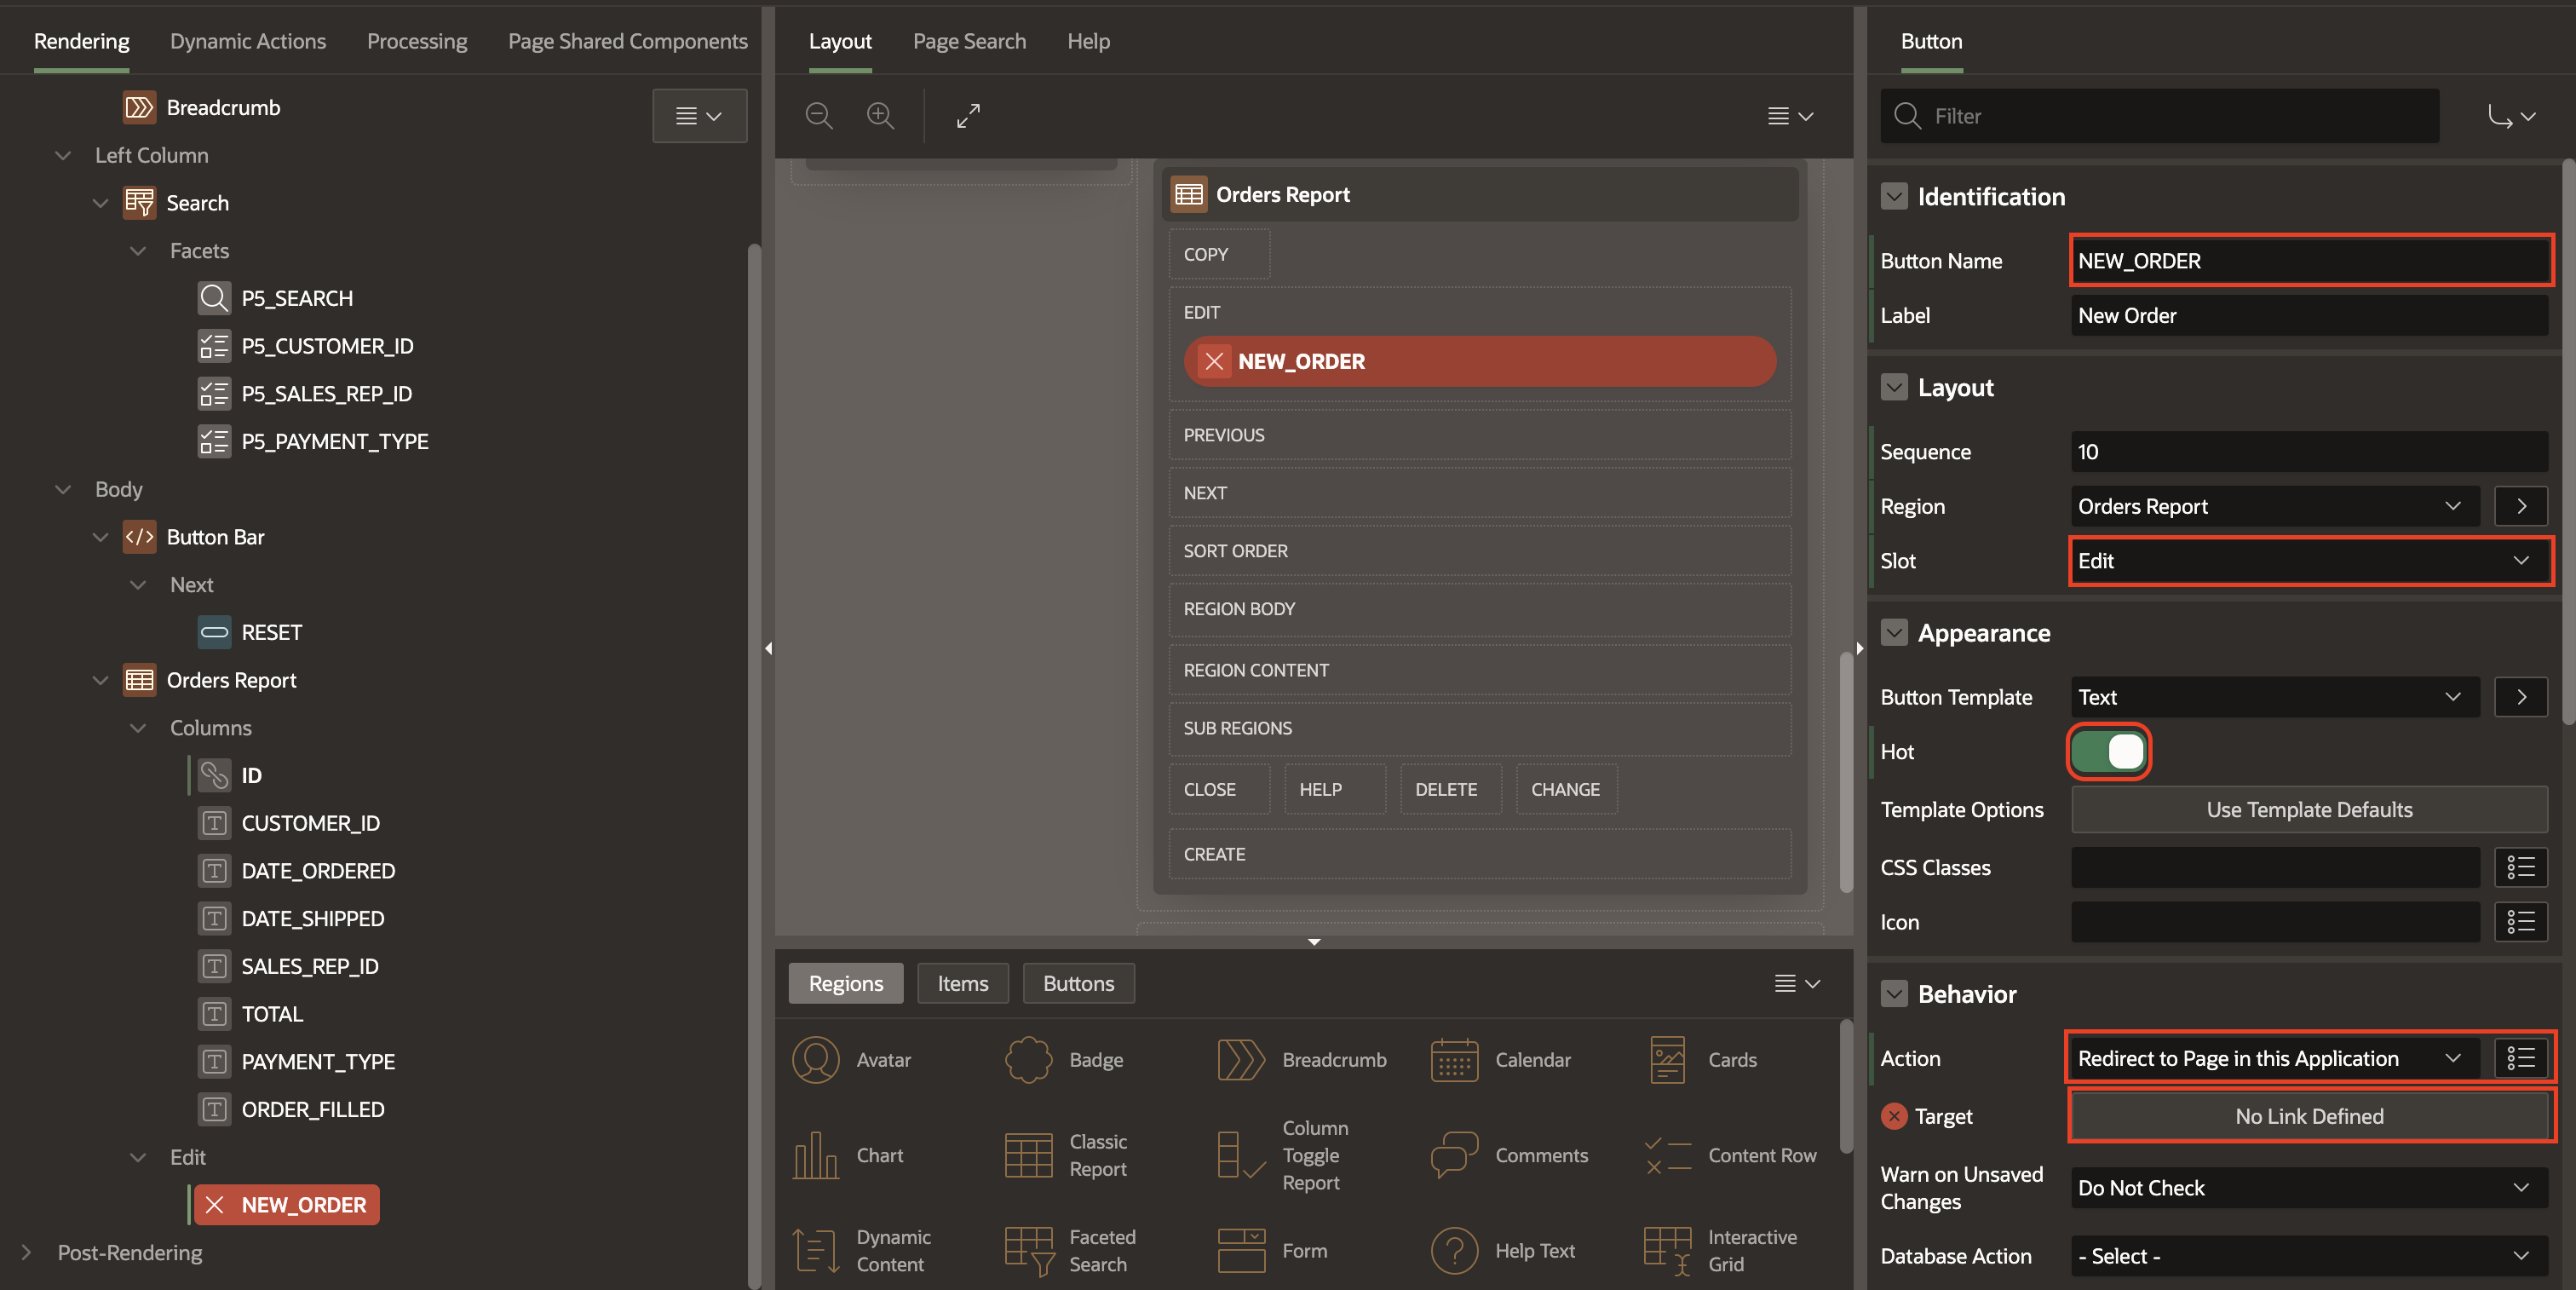 Rendering
Dynamic Actions
Processing
Page Shared Components
Breadcrumb
Left Column
Search
Facets
P5_SEARCH
P5_CUSTOMER_ID
P5_SALES_REP_ID
P5_PAYMENT_TYPE
Body
Button Bar
Next
RESET
Orders Report
Columns
ID
CUSTOMER_ID
DATE_ORDERED
DATE_SHIPPED
SALES_REP_ID
TOTAL
PAYMENT_TYPE
ORDER_FILLED
Edit
NEW_ORDER
Post-Rendering
Layout
Page Search
Help
Orders Report
COPY
EDIT
NEW_ORDER
PREVIOUS
NEXT
SORT ORDER
REGION BODY
REGION CONTENT
SUB REGIONS
CLOSE
HELP
DELETE
CHANGE
CREATE
Regions
Items
Buttons
Avatar
Badge
Breadcrumb
Calendar
Cards
Chart
Classic
Report
Column
Toggle
Report
Comments
Content Row
Dynamic
Content
Faceted
Search
Form
Help Text
Interactive
Grid
Button
Filter
Identification
Button Name
NEW_ORDER
Label
New Order
Layout
Sequence
10
Region
Orders Report
Slot
Edit
Appearance
Button Template
Text
Hot
Template Options
Use Template Defaults
CSS Classes
Icon
Behavior
Action
Redirect to Page in this Application
Target
No Link Defined
Warn on Unsaved
Changes
Do Not Check
Database Action
- Select -